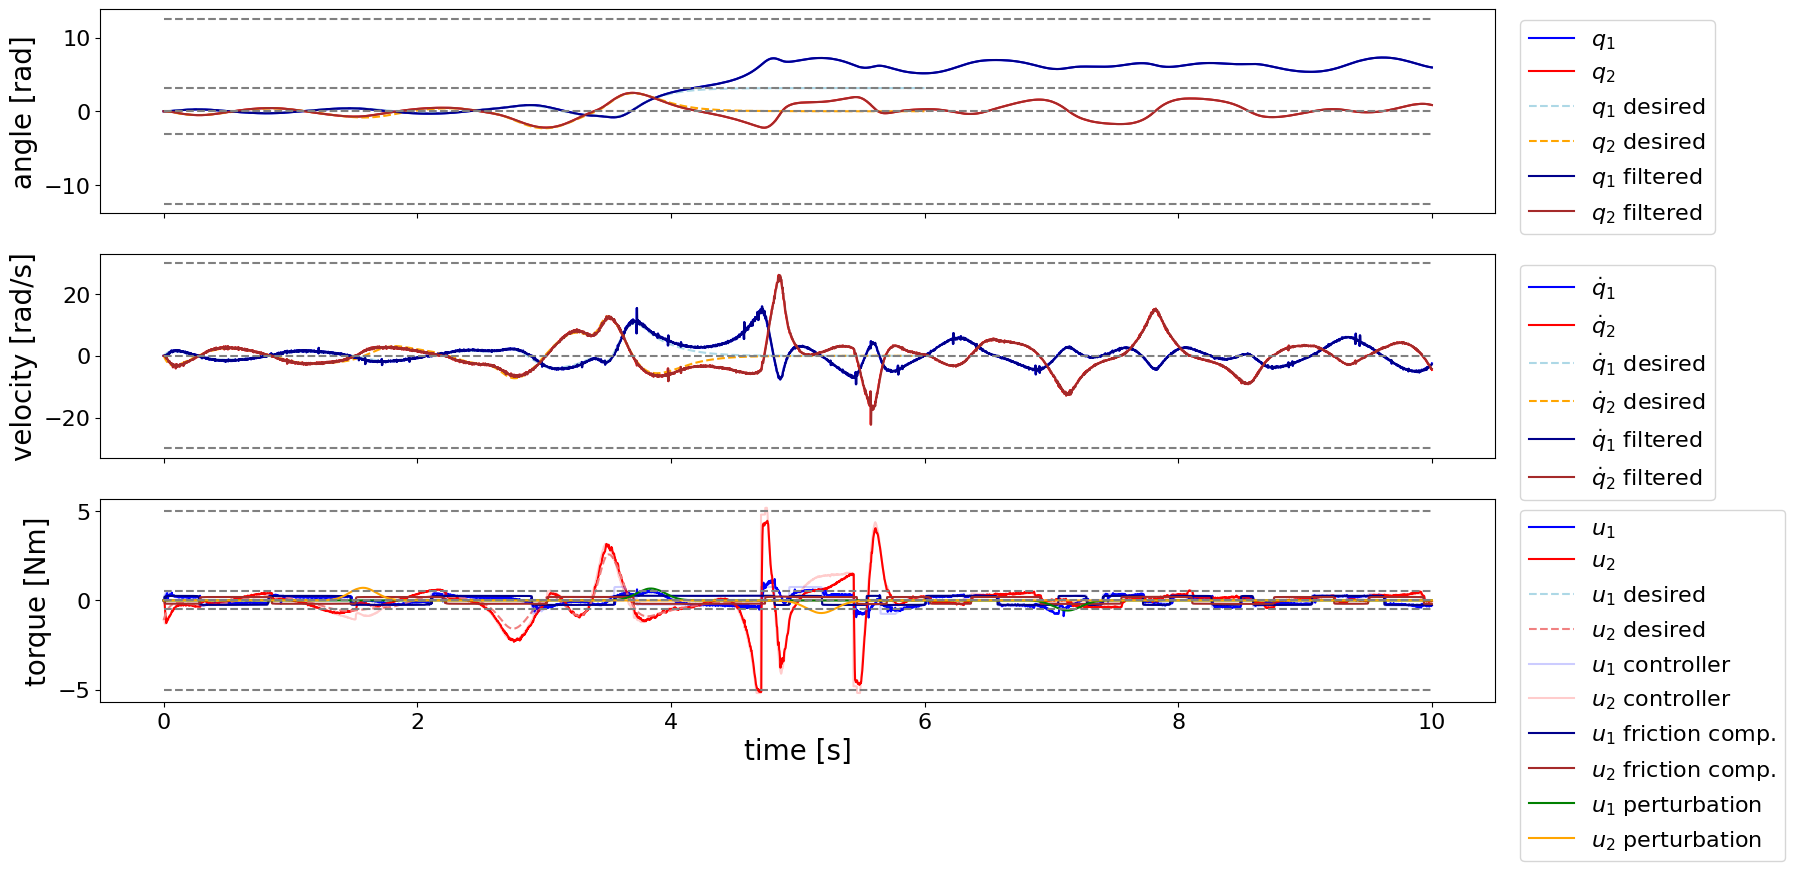 angle [rad]
10
0
−10
q₁
q₂
q₁ desired
q₂ desired
q₁ filtered
q₂ filtered
velocity [rad/s]
20
0
−20
q̇₁
q̇₂
q̇₁ desired
q̇₂ desired
q̇₁ filtered
q̇₂ filtered
torque [Nm]
5
0
−5
0 2 4 6 8 10
time [s]
u₁
u₂
u₁ desired
u₂ desired
u₁ controller
u₂ controller
u₁ friction comp.
u₂ friction comp.
u₁ perturbation
u₂ perturbation